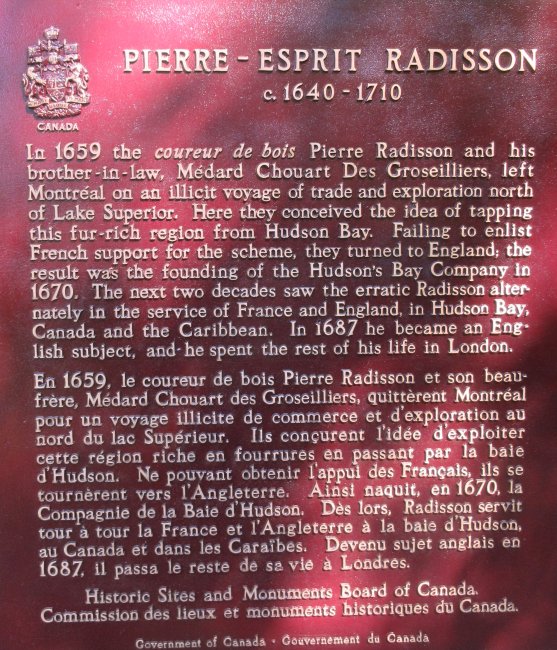 PIERRE-ESPRIT RADISSON
c. 1640-1710
CANADA
In 1659 the coureur de bois Pierre Radisson and his
brother-in-law, Médard Chouart Des Groseilliers, left
Montréal on an illicit voyage of trade and exploration north
of Lake Superior. Here they conceived the idea of tapping
this fur-rich region from Hudson Bay. Failing to enlist
French support for the scheme, they turned to England; the
result was the founding of the Hudson's Bay Company in
1670. The next two decades saw the erratic Radisson alter-
nately in the service of France and England, in Hudson Bay,
Canada and the Caribbean. In 1687 he became an Eng-
lish subject, and he spent the rest of his life in London.
En 1659, le coureur de bois Pierre Radisson et son beau-
frère, Médard Chouart des Groseilliers, quittèrent Montréal
pour un voyage illicite de commerce et d'exploration au
nord du lac Supérieur. Ils conçurent l'idée d'exploiter
cette région riche en fourrures en passant par la baie
d'Hudson. Ne pouvant obtenir l'appui des Français, ils se
tournèrent vers l'Angleterre. Ainsi naquit, en 1670, la
Compagnie de la Baie d'Hudson. Dès lors, Radisson servit
tour à tour la France et l'Angleterre à la baie d'Hudson,
au Canada et dans les Caraïbes. Devenu sujet anglais en
1687, il passa le reste de sa vie à Londres.
Historic Sites and Monuments Board of Canada.
Commission des lieux et monuments historiques du Canada.
Government of Canada - Gouvernement du Canada